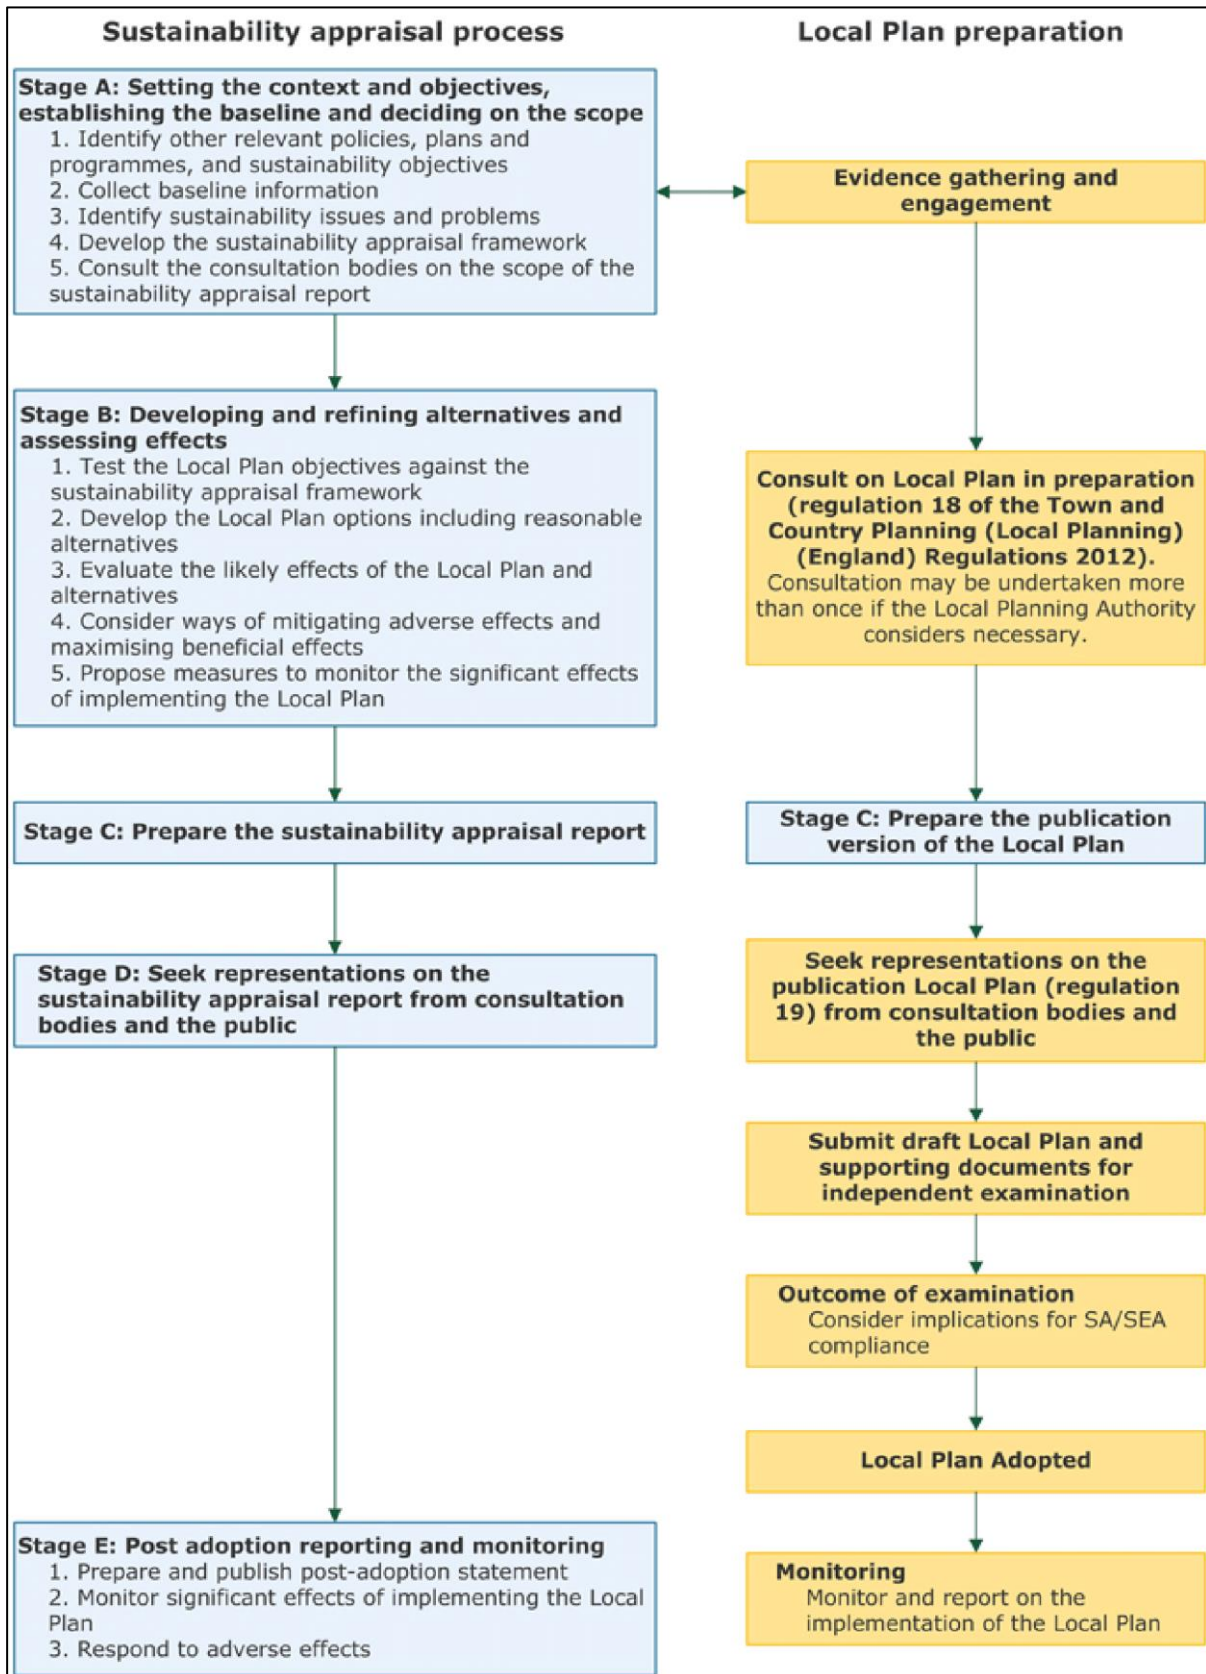 Sustainability appraisal process
Local Plan preparation
Stage A: Setting the context and objectives,
establishing the baseline and deciding on the scope
1. Identify other relevant policies, plans and
programmes, and sustainability objectives
2. Collect baseline information
3. Identify sustainability issues and problems
4. Develop the sustainability appraisal framework
5. Consult the consultation bodies on the scope of the
sustainability appraisal report
Evidence gathering and
engagement
Stage B: Developing and refining alternatives and
assessing effects
1. Test the Local Plan objectives against the
sustainability appraisal framework
2. Develop the Local Plan options including reasonable
alternatives
3. Evaluate the likely effects of the Local Plan and
alternatives
4. Consider ways of mitigating adverse effects and
maximising beneficial effects
5. Propose measures to monitor the significant effects
of implementing the Local Plan
Consult on Local Plan in preparation
(regulation 18 of the Town and
Country Planning (Local Planning)
(England) Regulations 2012).
Consultation may be undertaken more
than once if the Local Planning Authority
considers necessary.
Stage C: Prepare the sustainability appraisal report
Stage C: Prepare the publication
version of the Local Plan
Stage D: Seek representations on the
sustainability appraisal report from consultation
bodies and the public
Seek representations on the
publication Local Plan (regulation
19) from consultation bodies and
the public
Submit draft Local Plan and
supporting documents for
independent examination
Outcome of examination
Consider implications for SA/SEA
compliance
Local Plan Adopted
Stage E: Post adoption reporting and monitoring
1. Prepare and publish post-adoption statement
2. Monitor significant effects of implementing the Local
Plan
3. Respond to adverse effects
Monitoring
Monitor and report on the
implementation of the Local Plan